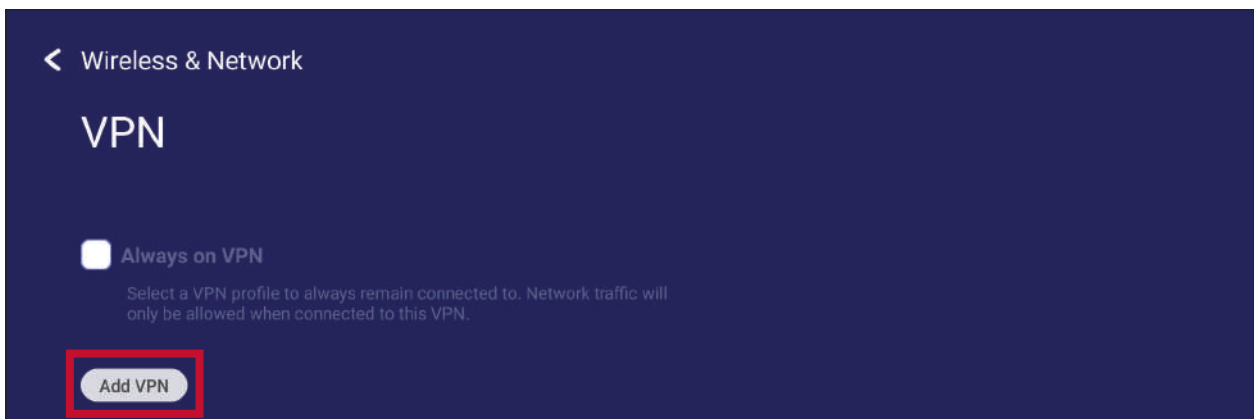 Wireless & Network
VPN
Always on VPN
Select a VPN profile to always remain connected to. Network traffic will
only be allowed when connected to this VPN.
Add VPN